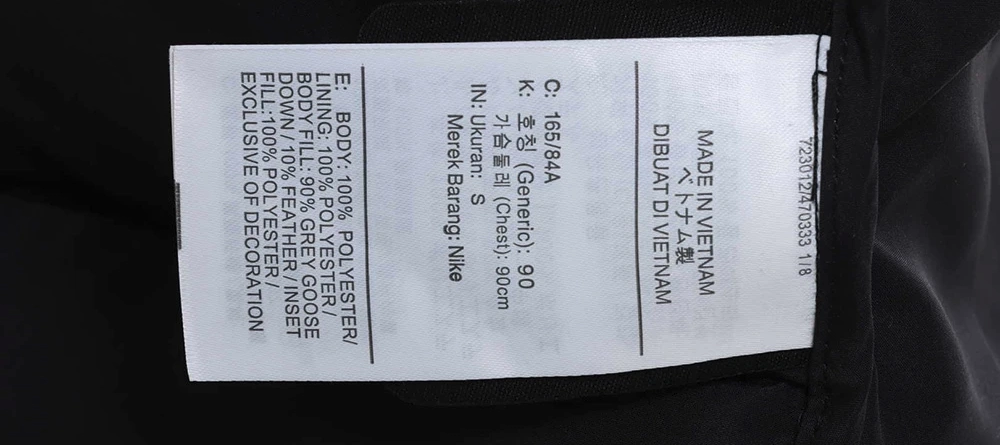 723012/470333 1/8
MADE IN VIETNAM
ベトナム製
DIBUAT DI VIETNAM
C: 165/84A
K: 호칭 (Generic): 90
가슴둘레 (Chest): 90cm
IN: Ukuran: S
Merek Barang: Nike
E: BODY: 100% POLYESTER/
LINING: 100% POLYESTER /
BODY FILL: 90% GREY GOOSE
DOWN / 10% FEATHER / INSET
FILL:100% POLYESTER /
EXCLUSIVE OF DECORATION